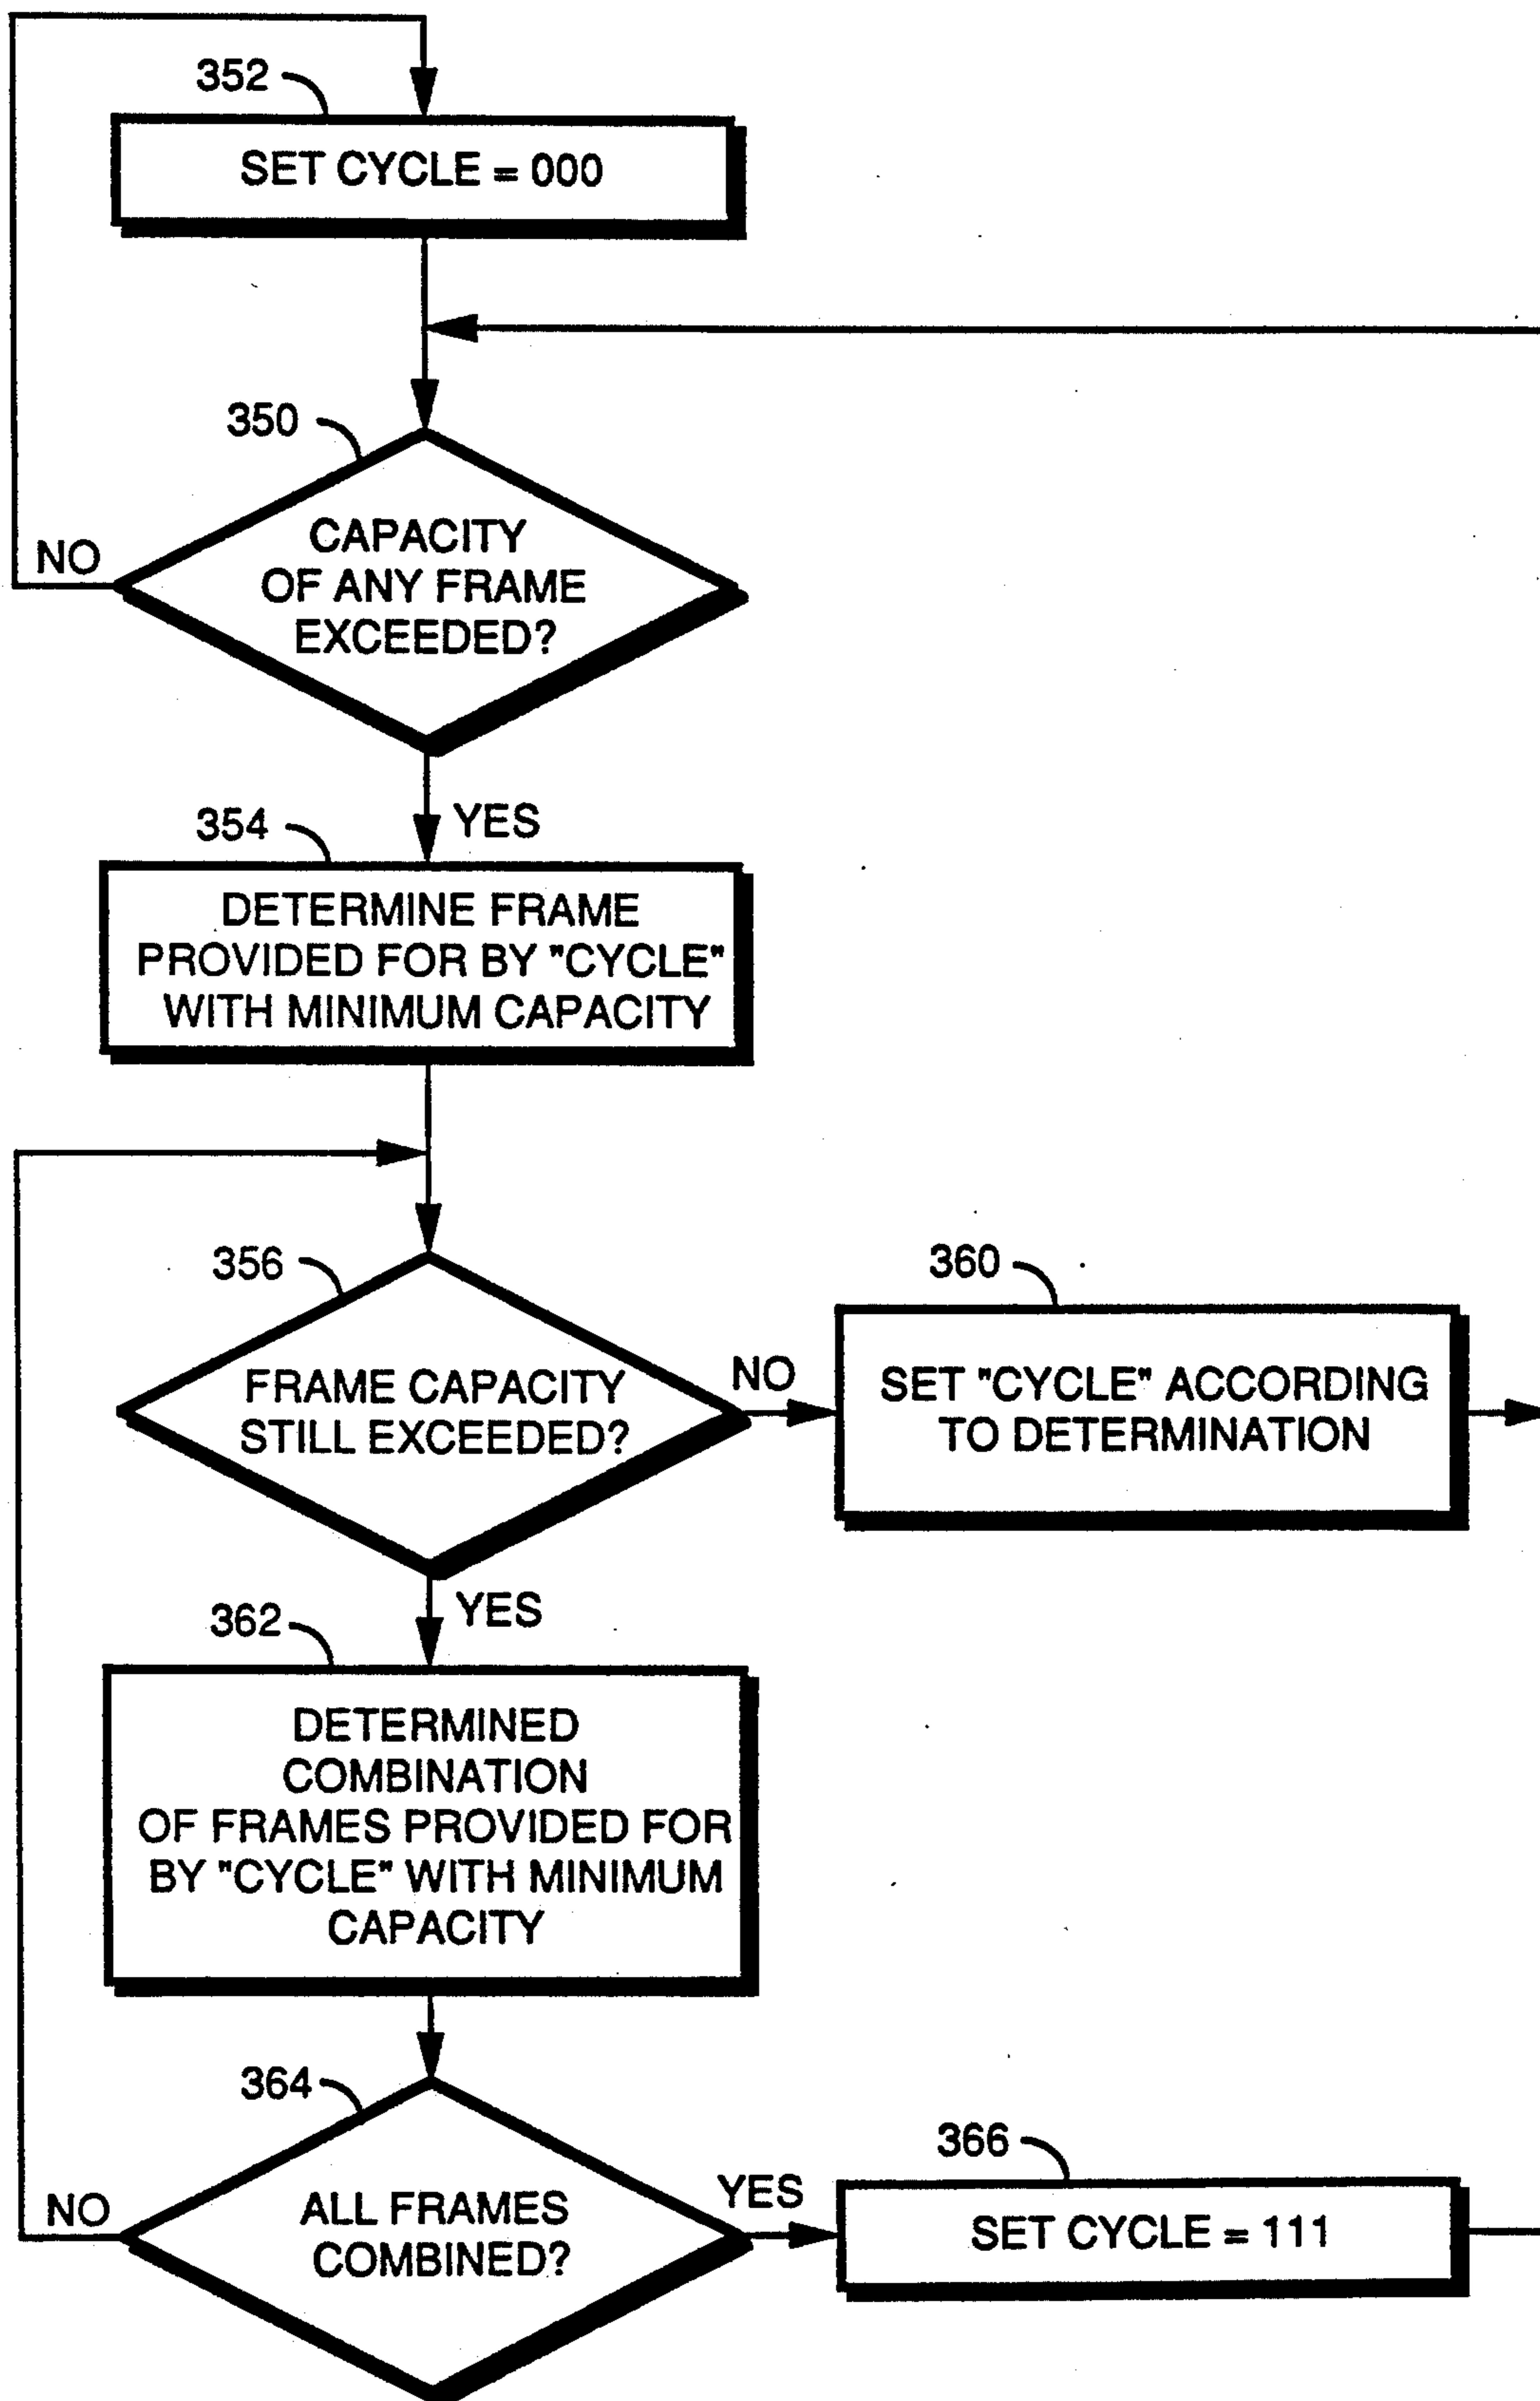 352
SET CYCLE = 000
350
CAPACITY
OF ANY FRAME
EXCEEDED?
NO
YES
354
DETERMINE FRAME
PROVIDED FOR BY "CYCLE"
WITH MINIMUM CAPACITY
356
FRAME CAPACITY
STILL EXCEEDED?
NO
360
SET "CYCLE" ACCORDING
TO DETERMINATION
YES
362
DETERMINED
COMBINATION
OF FRAMES PROVIDED FOR
BY "CYCLE" WITH MINIMUM
CAPACITY
364
ALL FRAMES
COMBINED?
NO
YES
366
SET CYCLE = 111